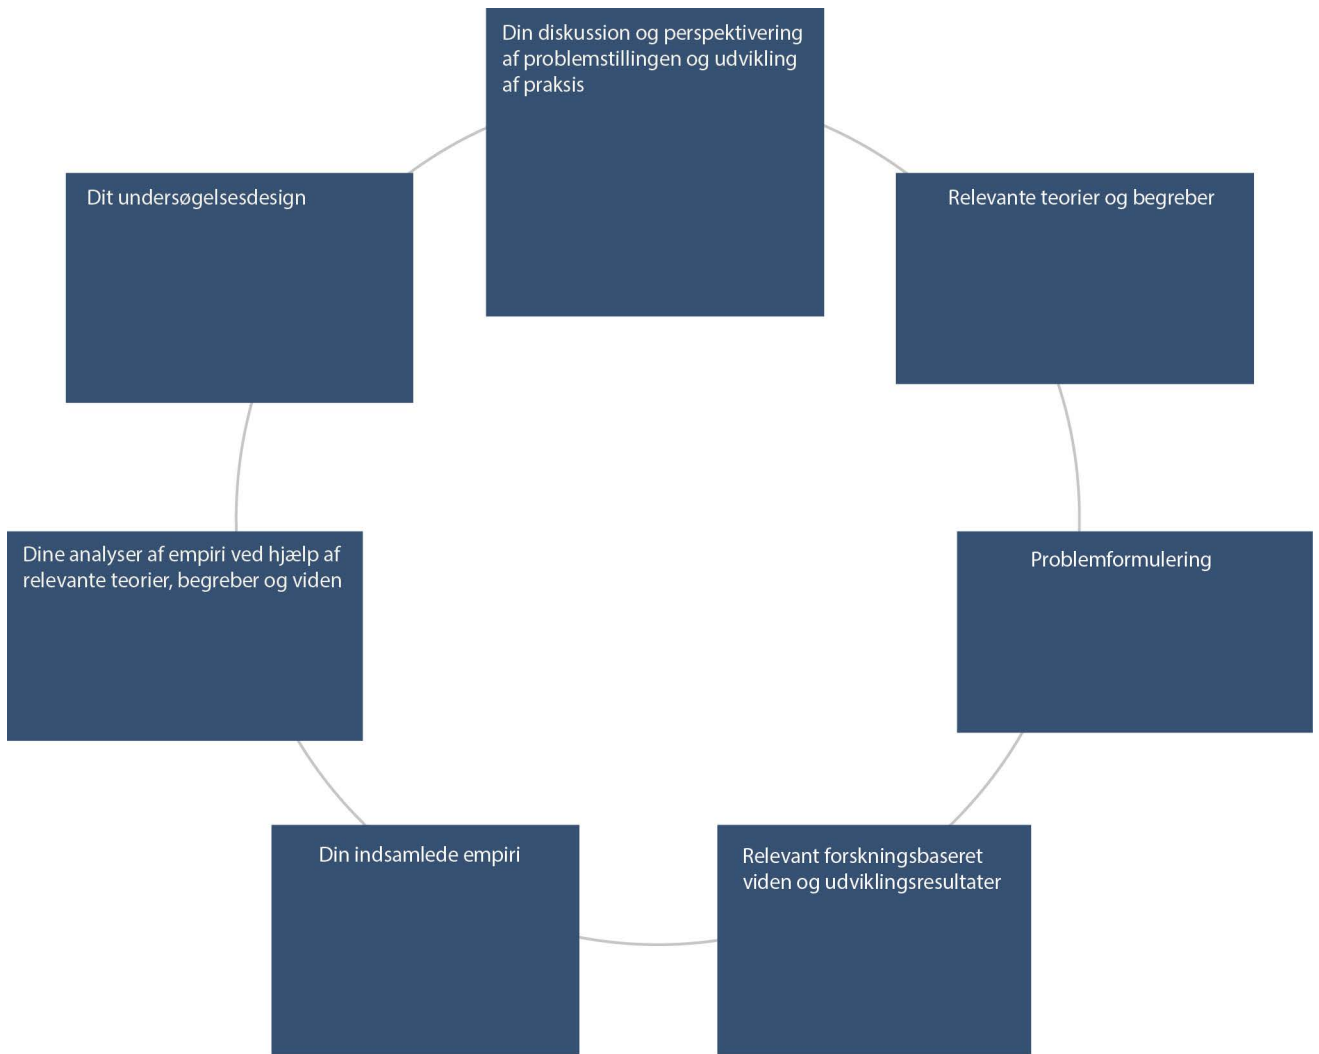 Din diskussion og perspektivering
af problemstillingen og udvikling
af praksis
Dit undersøgelsesdesign
Relevante teorier og begreber
Dine analyser af empiri ved hjælp af
relevante teorier, begreber og viden
Problemformulering
Din indsamlede empiri
Relevant forskningsbaseret
viden og udviklingsresultater